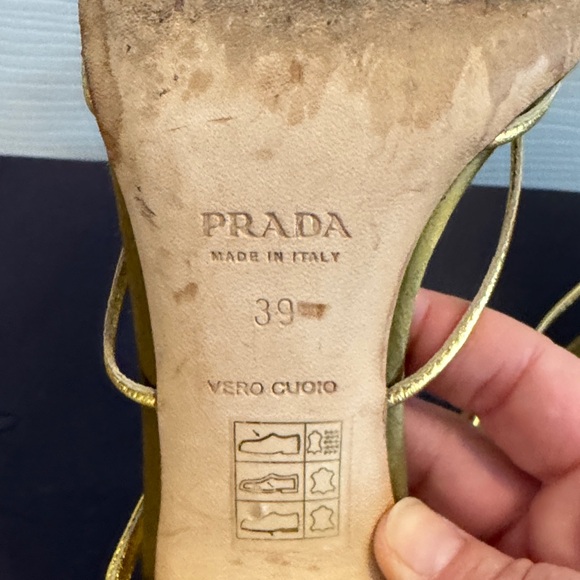 PRADA
MADE IN ITALY
39
VERO CUOIO